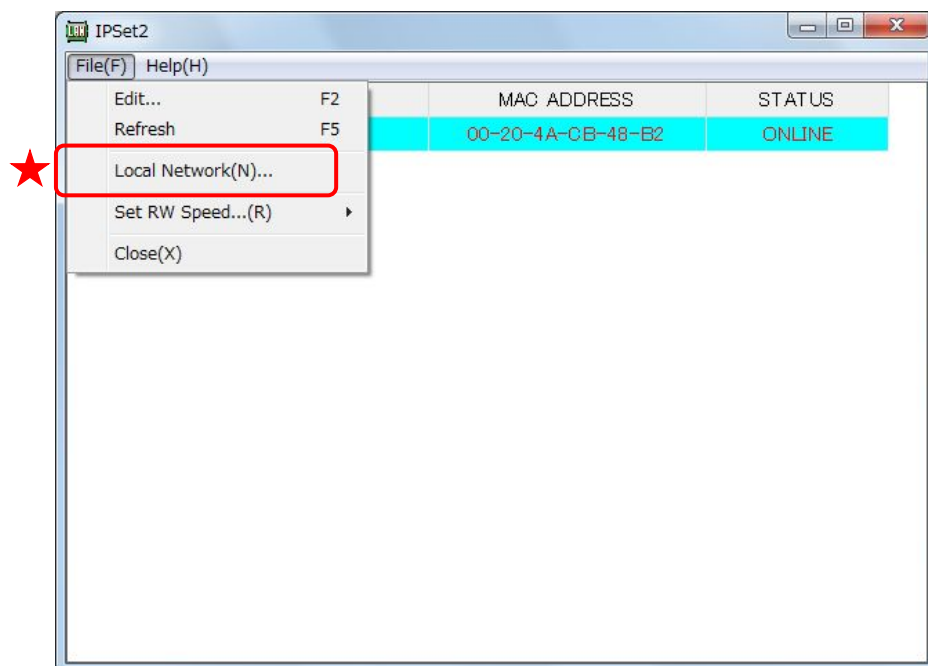 IPSet2
File(F) Help(H)
MAC ADDRESS STATUS
00-20-4A-CB-48-B2 ONLINE
Edit... F2
Refresh F5
Local Network(N)...
Set RW Speed...(R)
Close(X)